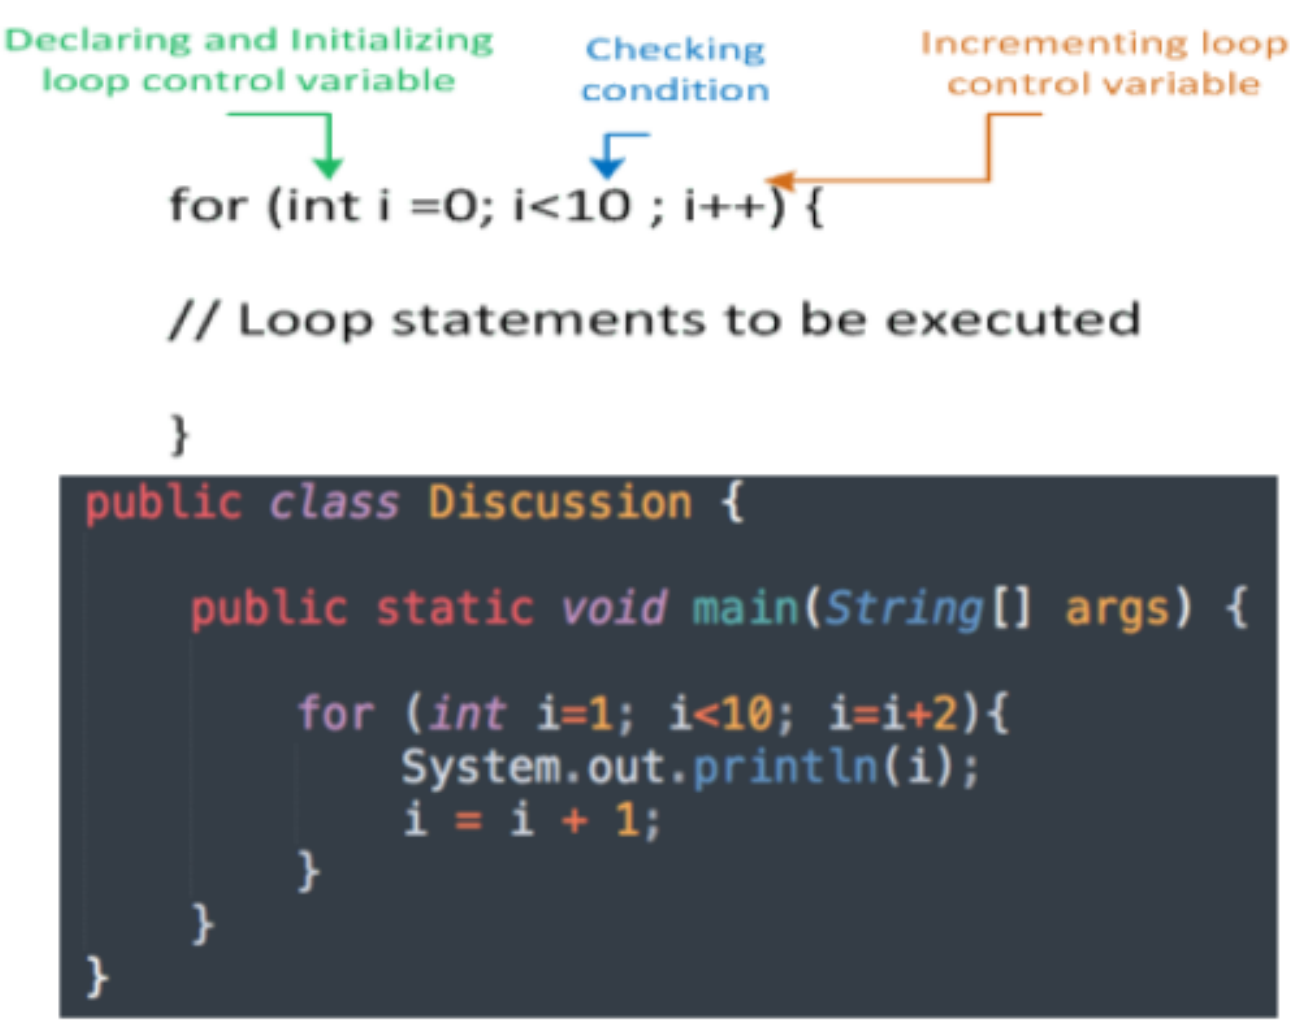 Declaring and Initializing
loop control variable
Checking
condition
Incrementing loop
control variable
for (int i =0; i<10 ; i++) {
// Loop statements to be executed
}
public class Discussion {
public static void main(String[] args) {
for (int i=1; i<10; i=i+2){
System.out.println(i);
i = i + 1;
}
}
}